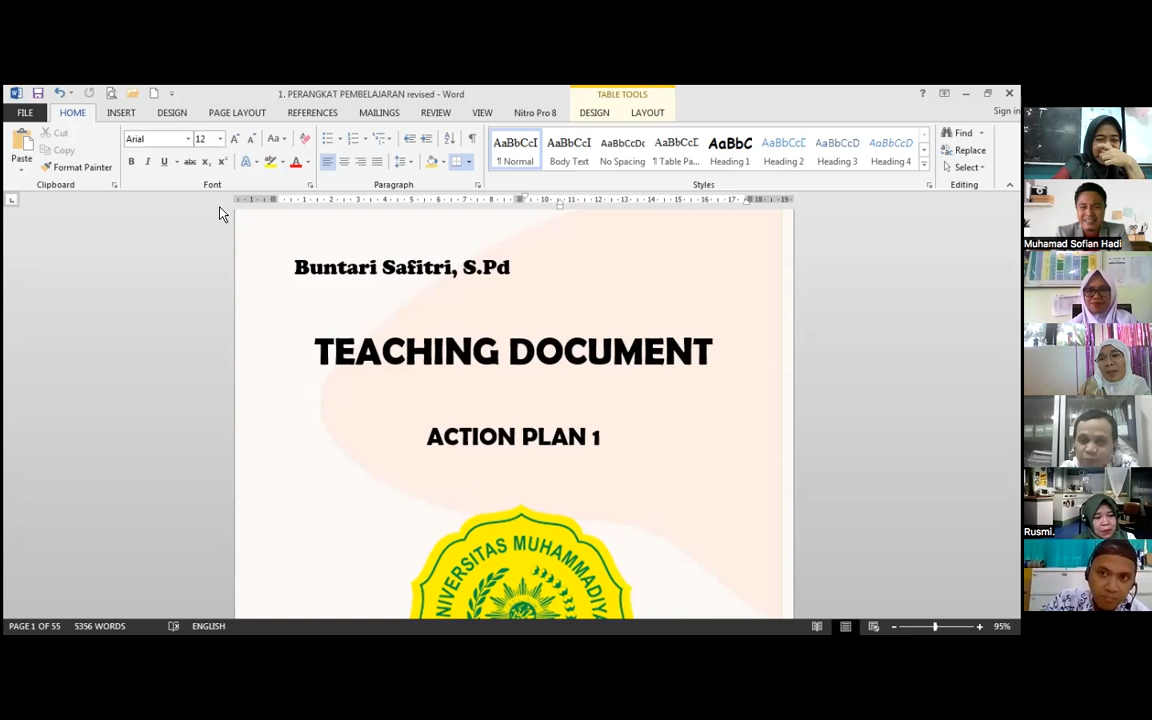 1. PERANGKAT PEMBELAJARAN revised - Word
TABLE TOOLS
Sign in
FILE
HOME
INSERT
DESIGN
PAGE LAYOUT
REFERENCES
MAILINGS
REVIEW
VIEW
Nitro Pro 8
DESIGN
LAYOUT
Paste
Cut
Copy
Format Painter
Clipboard
Arial
12
Font
Paragraph
AaBbCcI
¶ Normal
AaBbCcI
Body Text
AaBbCcDc
No Spacing
AaBbCcD
¶ Table Pa...
AaBbC
Heading 1
AaBbCcI
Heading 2
AaBbCcD
Heading 3
AaBbCcD
Heading 4
Styles
Find
Replace
Select
Editing
Buntari Safitri, S.Pd
TEACHING DOCUMENT
ACTION PLAN 1
UNIVERSITAS MUHAMMADIYA
Muhamad Sofian Hadi
Rusmi.
PAGE 1 OF 55
5356 WORDS
ENGLISH
95%